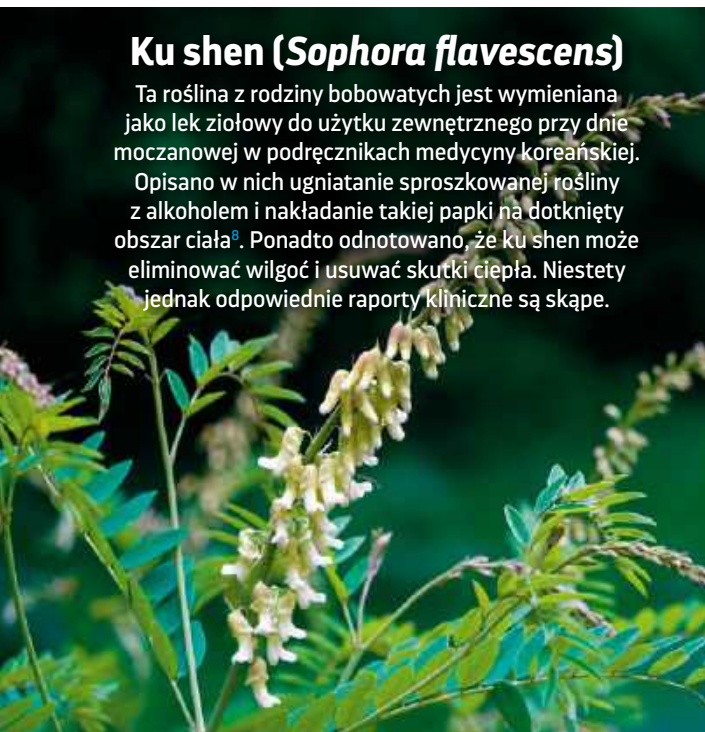 Ku shen (Sophora flavescens)
Ta roślina z rodziny bobowatych jest wymieniana
jako lek ziołowy do użytku zewnętrznego przy dnie
moczanowej w podręcznikach medycyny koreańskiej.
Opisano w nich ugniatanie sproszkowanej rośliny
z alkoholem i nakładanie takiej papki na dotknięty
obszar ciała⁸. Ponadto odnotowano, że ku shen może
eliminować wilgoć i usuwać skutki ciepła. Niestety
jednak odpowiednie raporty kliniczne są skąpe.